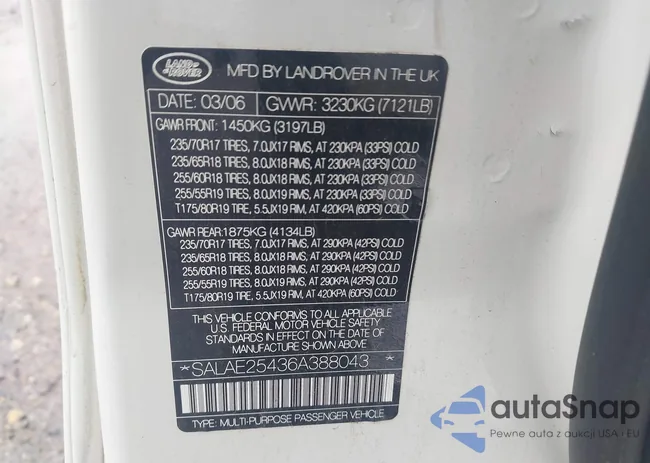 LAND
ROVER
MFD BY LANDROVER IN THE UK
DATE: 03/06 GVWR: 3230KG (7121LB)
GAWR FRONT: 1450KG (3197LB)
235/70R17 TIRES, 7.0JX17 RIMS, AT 230KPA (33PSI) COLD
235/65R18 TIRES, 8.0JX18 RIMS, AT 230KPA (33PSI) COLD
255/60R18 TIRES, 8.0JX18 RIMS, AT 230KPA (33PSI) COLD
255/55R19 TIRES, 8.0JX19 RIMS, AT 230KPA (33PSI) COLD
T175/80R19 TIRE, 5.5JX19 RIM, AT 420KPA (60PSI) COLD
GAWR REAR:1875KG (4134LB)
235/70R17 TIRES, 7.0JX17 RIMS, AT 290KPA (42PSI) COLD
235/65R18 TIRES, 8.0JX18 RIMS, AT 290KPA (42PSI) COLD
255/60R18 TIRES, 8.0JX18 RIMS, AT 290KPA (42PSI) COLD
255/55R19 TIRES, 8.0JX19 RIMS, AT 290KPA (42PSI) COLD
T175/80R19 TIRE, 5.5JX19 RIM, AT 420KPA (60PSI) COLD
THIS VEHICLE CONFORMS TO ALL APPLICABLE
U.S. FEDERAL MOTOR VEHICLE SAFETY
STANDARDS IN EFFECT ON THE DATE OF
MANUFACTURE SHOWN ABOVE
*SALAE25436A388043*
TYPE: MULTI-PURPOSE PASSENGER VEHICLE
autaSnap
Pewne auta z aukcji USA i EU